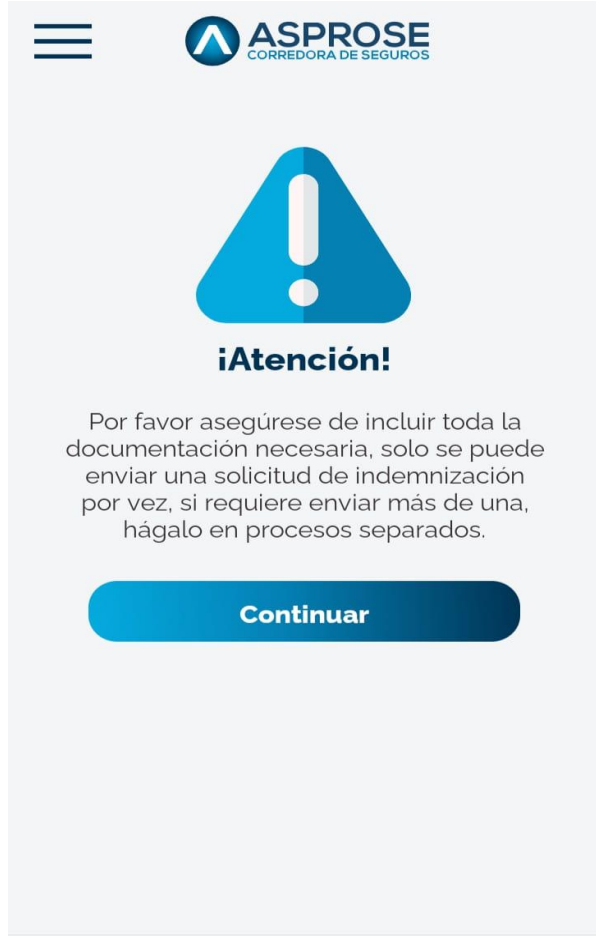 ASPROSE
CORREDORA DE SEGUROS
¡Atención!
Por favor asegúrese de incluir toda la
documentación necesaria, solo se puede
enviar una solicitud de indemnización
por vez, si requiere enviar más de una,
hágalo en procesos separados.
Continuar